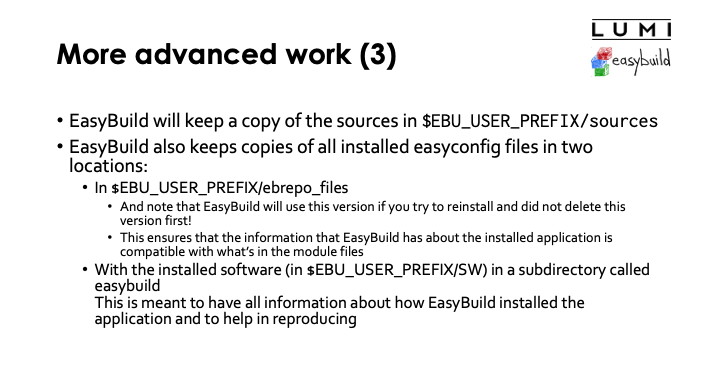 LUMI
easybuild
More advanced work (3)
• EasyBuild will keep a copy of the sources in $EBU_USER_PREFIX/sources
• EasyBuild also keeps copies of all installed easyconfig files in two
locations:
• In $EBU_USER_PREFIX/ebrepo_files
• And note that EasyBuild will use this version if you try to reinstall and did not delete this
version first!
• This ensures that the information that EasyBuild has about the installed application is
compatible with what's in the module files
• With the installed software (in $EBU_USER_PREFIX/SW) in a subdirectory called
easybuild
This is meant to have all information about how EasyBuild installed the
application and to help in reproducing